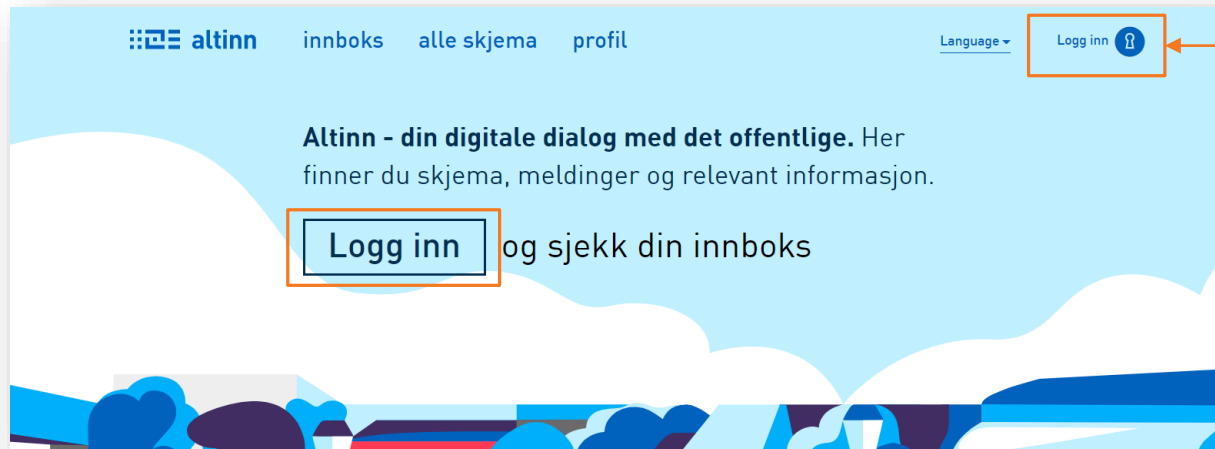 altinn innboks alle skjema profil Language Logg inn
Altinn - din digitale dialog med det offentlige. Her
finner du skjema, meldinger og relevant informasjon.
Logg inn og sjekk din innboks